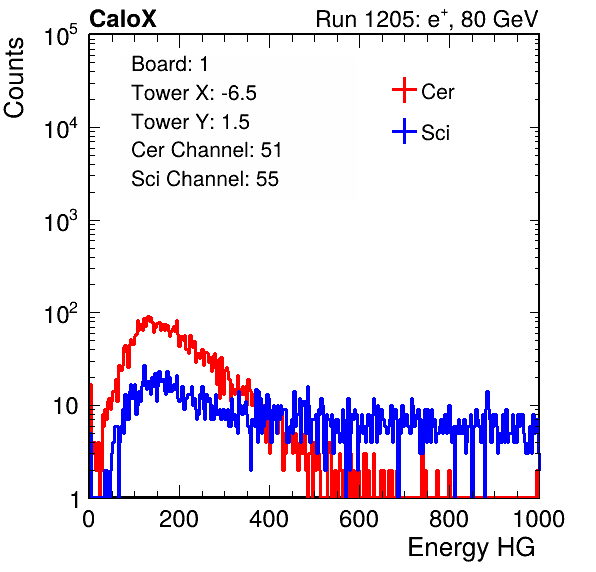 CaloX Run 1205: e⁺, 80 GeV
Counts
Board: 1
Tower X: -6.5
Tower Y: 1.5
Cer Channel: 51
Sci Channel: 55
Cer
Sci
10⁵
10⁴
10³
10²
10
1
0 200 400 600 800 1000
Energy HG